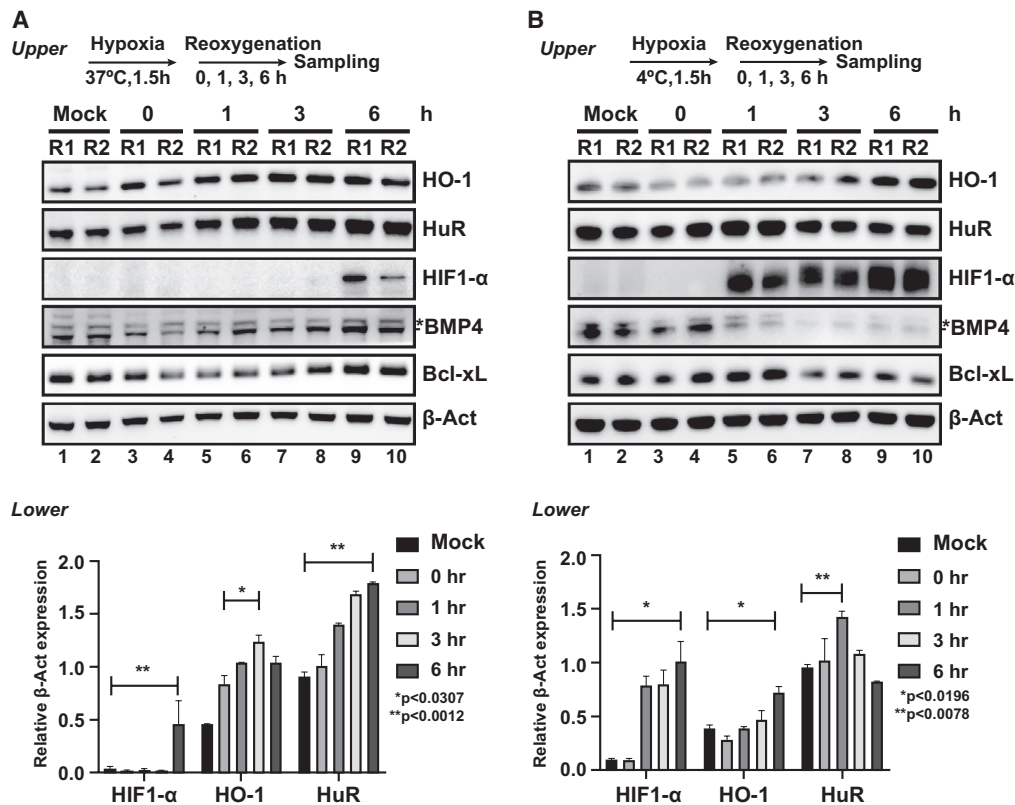 A
Upper
Hypoxia
37ºC,1.5h
Reoxygenation
0, 1, 3, 6 h
Sampling
Mock 0 1 3 6 h
R1 R2 R1 R2 R1 R2 R1 R2 R1 R2
HO-1
HuR
HIF1-α
*BMP4
Bcl-xL
β-Act
1 2 3 4 5 6 7 8 9 10
Lower
Relative β-Act expression
2.0
1.5
1.0
0.5
0.0
**
*
**
HIF1-α HO-1 HuR
Mock
0 hr
1 hr
3 hr
6 hr
*p<0.0307
**p<0.0012
B
Upper
Hypoxia
4ºC,1.5h
Reoxygenation
0, 1, 3, 6 h
Sampling
Mock 0 1 3 6 h
R1 R2 R1 R2 R1 R2 R1 R2 R1 R2
HO-1
HuR
HIF1-α
*BMP4
Bcl-xL
β-Act
1 2 3 4 5 6 7 8 9 10
Lower
Relative β-Act expression
2.0
1.5
1.0
0.5
0.0
*
*
**
HIF1-α HO-1 HuR
Mock
0 hr
1 hr
3 hr
6 hr
*p<0.0196
**p<0.0078